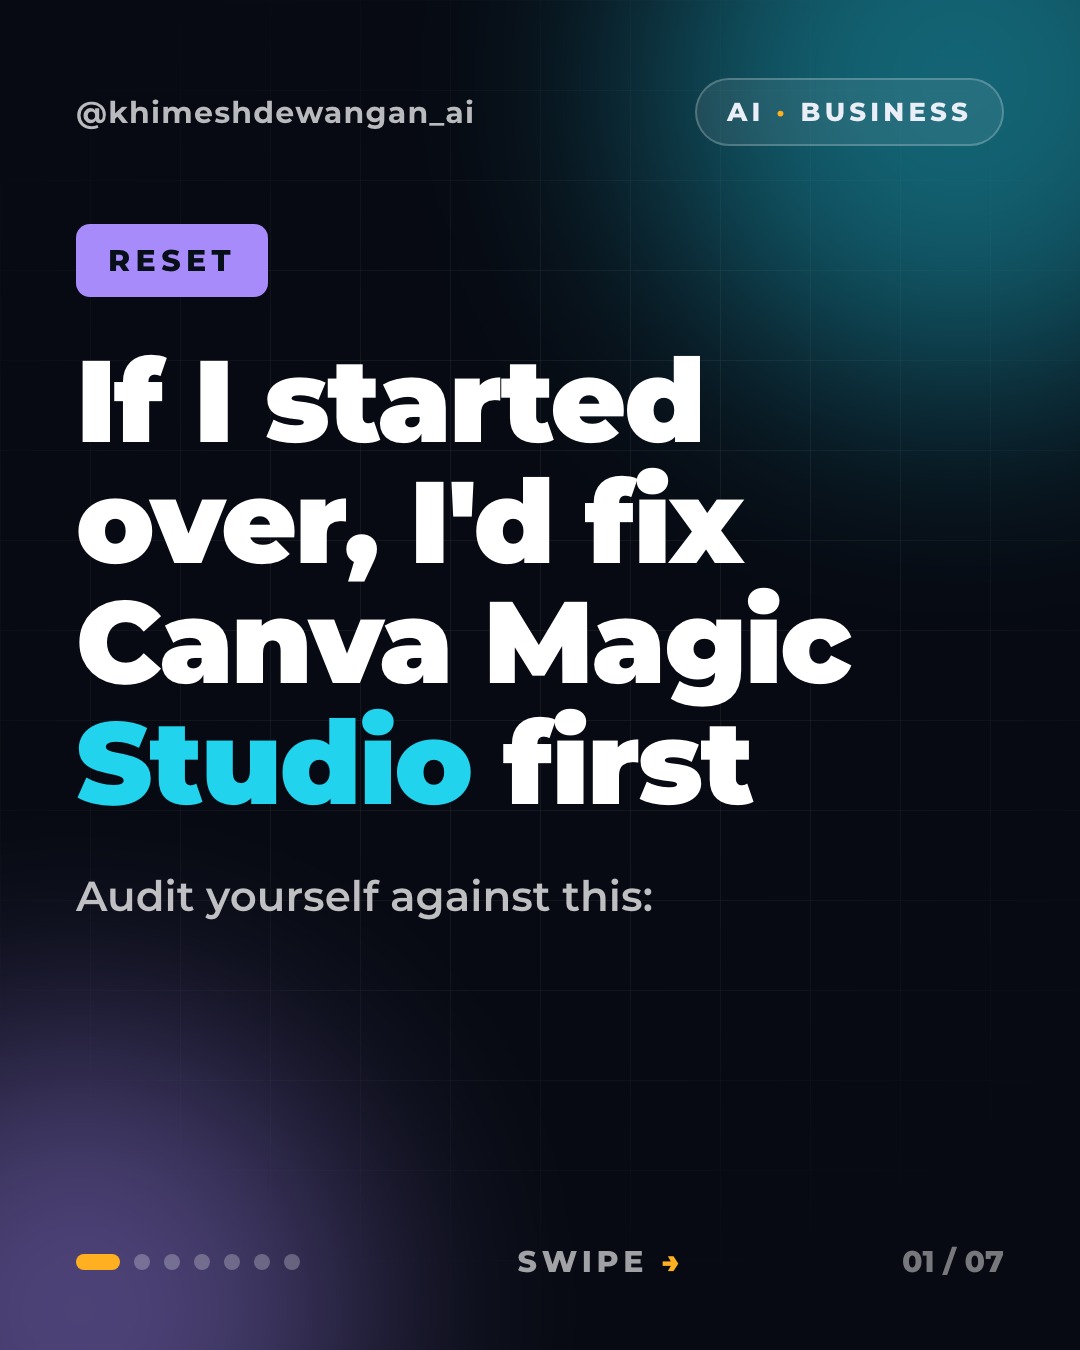 @khimeshdewangan_ai
AI · BUSINESS
RESET
If I started
over, I'd fix
Canva Magic
Studio first
Audit yourself against this:
SWIPE →
01 / 07